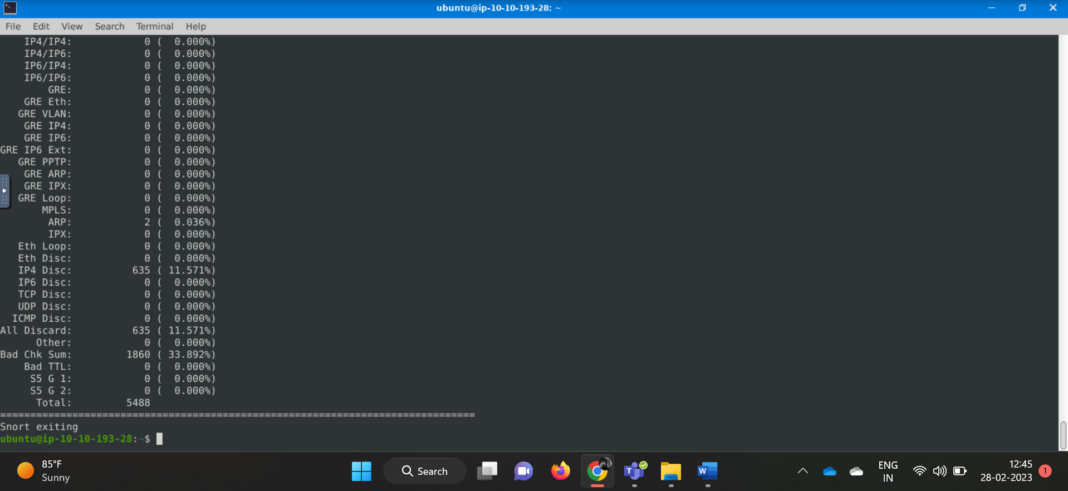 ubuntu@ip-10-10-193-28: ~
File Edit View Search Terminal Help
IP4/IP4: 0 ( 0.000%)
IP4/IP6: 0 ( 0.000%)
IP6/IP4: 0 ( 0.000%)
IP6/IP6: 0 ( 0.000%)
GRE: 0 ( 0.000%)
GRE Eth: 0 ( 0.000%)
GRE VLAN: 0 ( 0.000%)
GRE IP4: 0 ( 0.000%)
GRE IP6: 0 ( 0.000%)
GRE IP6 Ext: 0 ( 0.000%)
GRE PPTP: 0 ( 0.000%)
GRE ARP: 0 ( 0.000%)
GRE IPX: 0 ( 0.000%)
GRE Loop: 0 ( 0.000%)
MPLS: 0 ( 0.000%)
ARP: 2 ( 0.036%)
IPX: 0 ( 0.000%)
Eth Loop: 0 ( 0.000%)
Eth Disc: 0 ( 0.000%)
IP4 Disc: 635 ( 11.571%)
IP6 Disc: 0 ( 0.000%)
TCP Disc: 0 ( 0.000%)
UDP Disc: 0 ( 0.000%)
ICMP Disc: 0 ( 0.000%)
All Discard: 635 ( 11.571%)
Other: 0 ( 0.000%)
Bad Chk Sum: 1860 ( 33.892%)
Bad TTL: 0 ( 0.000%)
S5 G 1: 0 ( 0.000%)
S5 G 2: 0 ( 0.000%)
Total: 5488
===============================================================================
Snort exiting
ubuntu@ip-10-10-193-28:~$
85°F
Sunny
Search
ENG
IN
12:45
28-02-2023
1